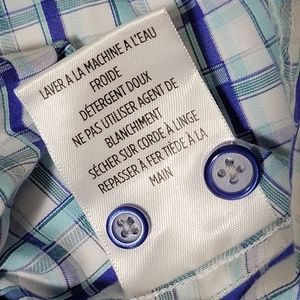 LAVER À LA MACHINE A L'EAU
FROIDE
DÉTERGENT DOUX
NE PAS UTILISER AGENT DE
BLANCHIMENT
SÉCHER SUR CORDE À LINGE
REPASSER À FER TIÈDE À LA
MAIN